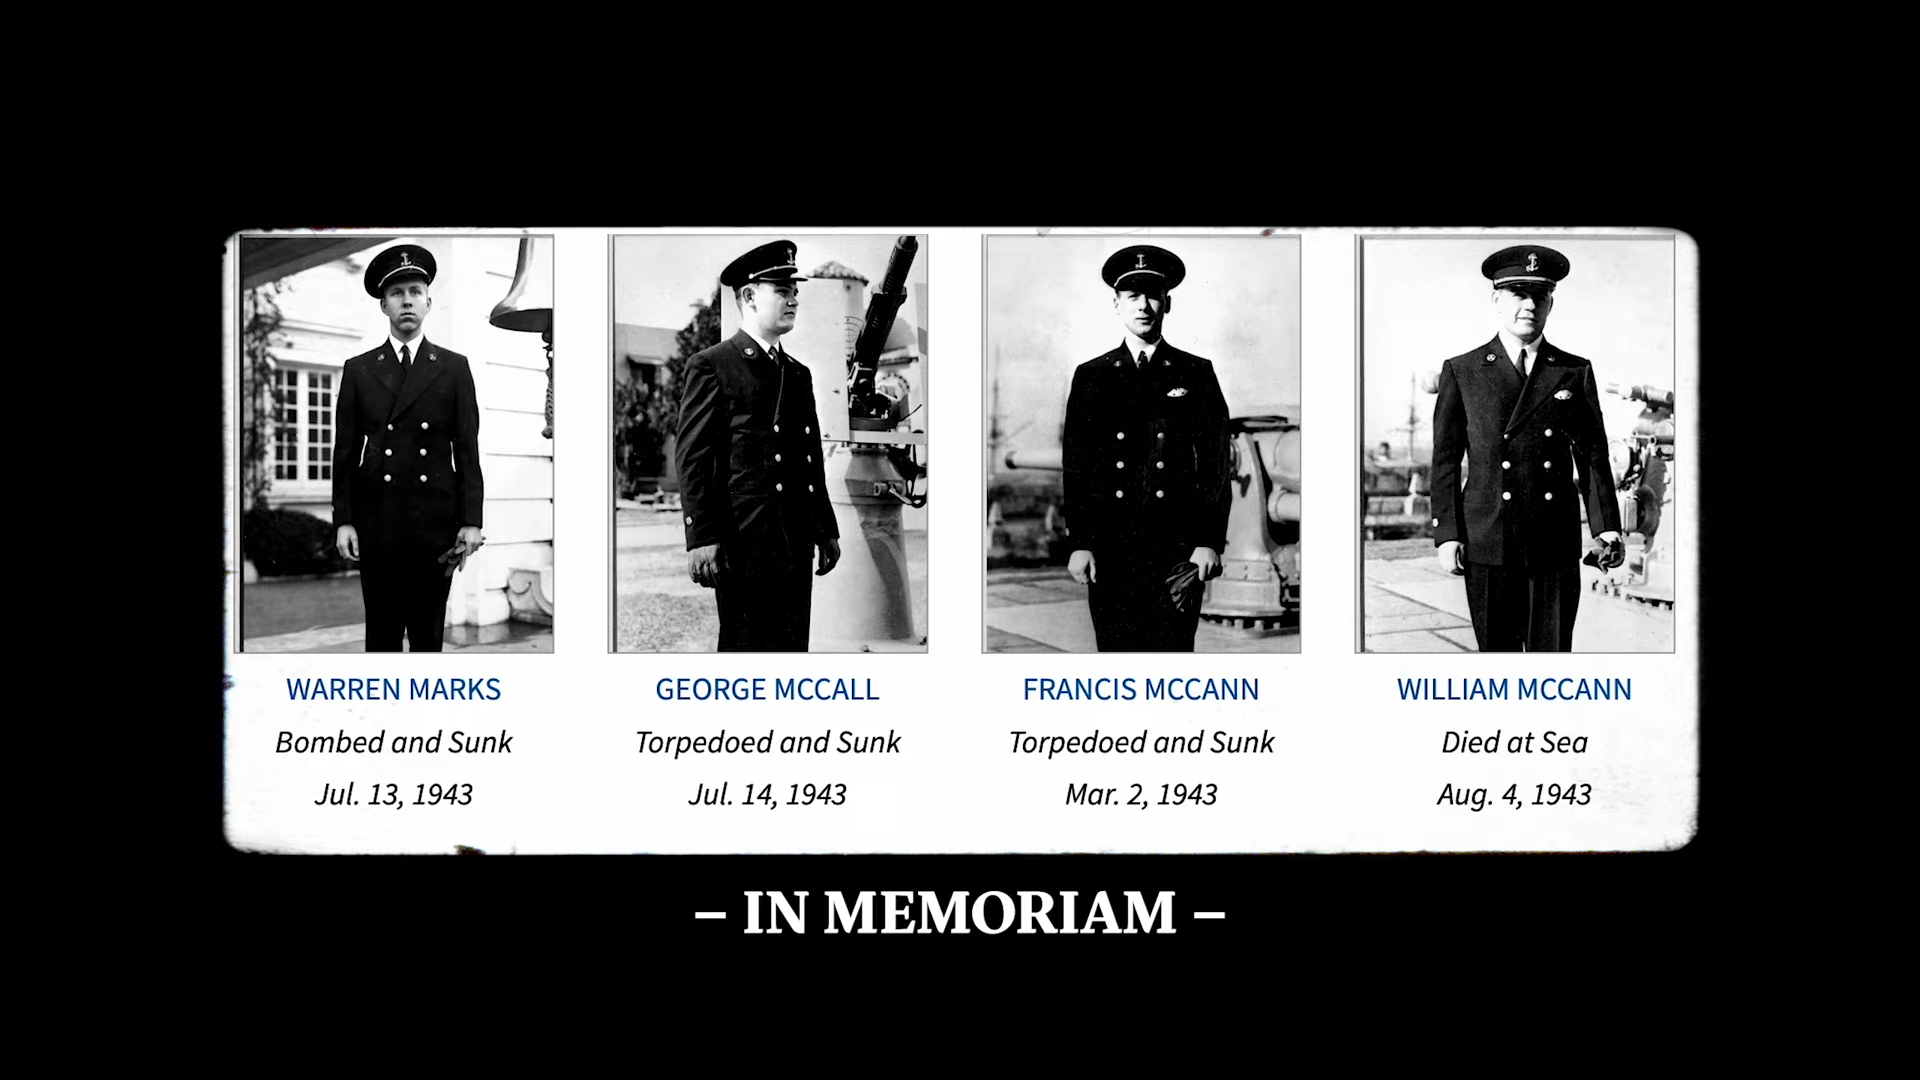 WARREN MARKS
Bombed and Sunk
Jul. 13, 1943
GEORGE MCCALL
Torpedoed and Sunk
Jul. 14, 1943
FRANCIS MCCANN
Torpedoed and Sunk
Mar. 2, 1943
WILLIAM MCCANN
Died at Sea
Aug. 4, 1943
– IN MEMORIAM –